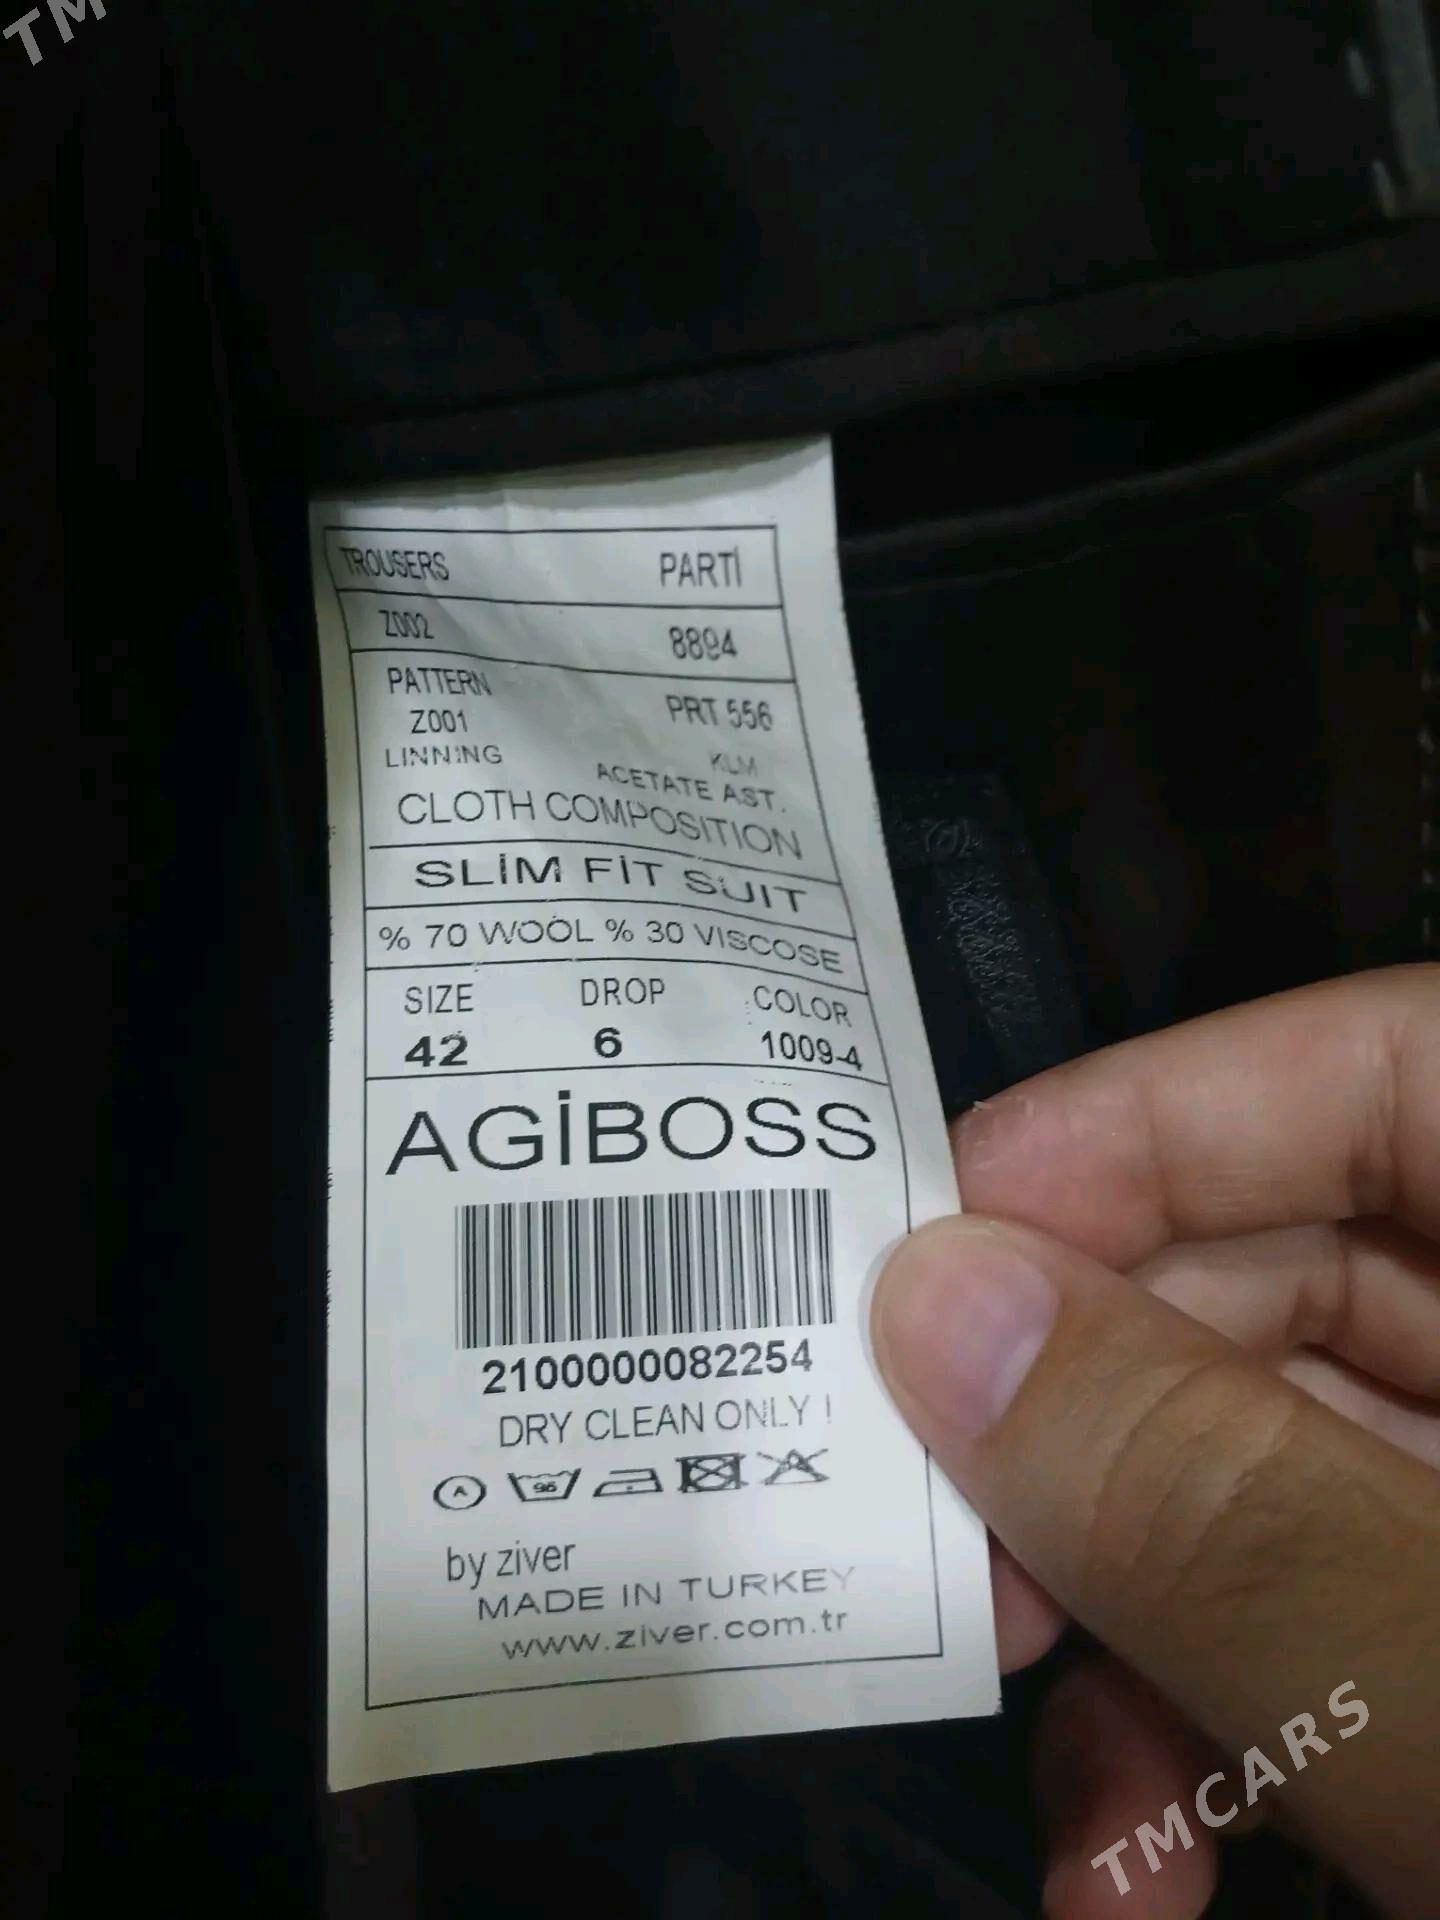 TM
TROUSERS PARTİ
Z002 8894
PATTERN PRT 556
Z001
LINNING KLM
ACETATE AST.
CLOTH COMPOSITION
SLİM FİT SUIT
% 70 WOOL % 30 VISCOSE
SIZE DROP COLOR
42 6 1009-4
AGİBOSS
2100000082254
DRY CLEAN ONLY !
A 95
by ziver
MADE IN TURKEY
www.ziver.com.tr
TMCARS